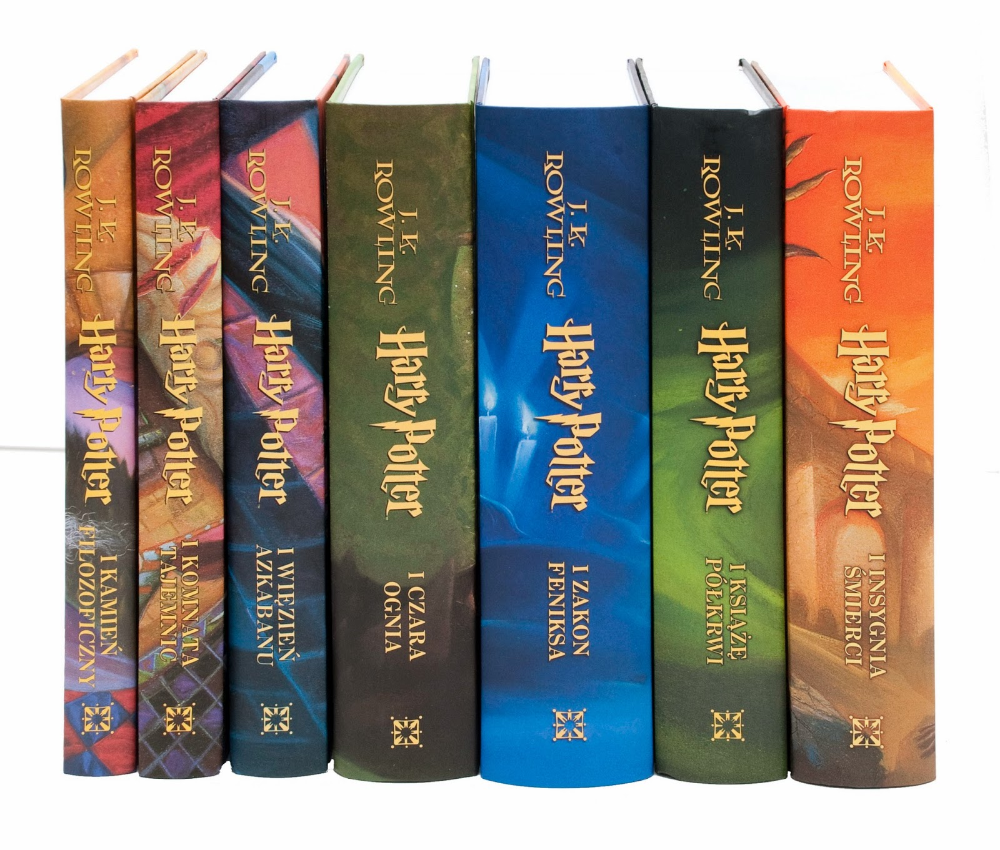 J. K.
ROWLING
Harry Potter
I KAMIEŃ
FILOZOFICZNY
J. K.
ROWLING
Harry Potter
I KOMNATA
TAJEMNIC
J. K.
ROWLING
Harry Potter
I WIĘZIEŃ
AZKABANU
J. K.
ROWLING
Harry Potter
I CZARA
OGNIA
J. K.
ROWLING
Harry Potter
I ZAKON
FENIKSA
J. K.
ROWLING
Harry Potter
I KSIĄŻĘ
PÓŁKRWI
J. K.
ROWLING
Harry Potter
I INSYGNIA
ŚMIERCI